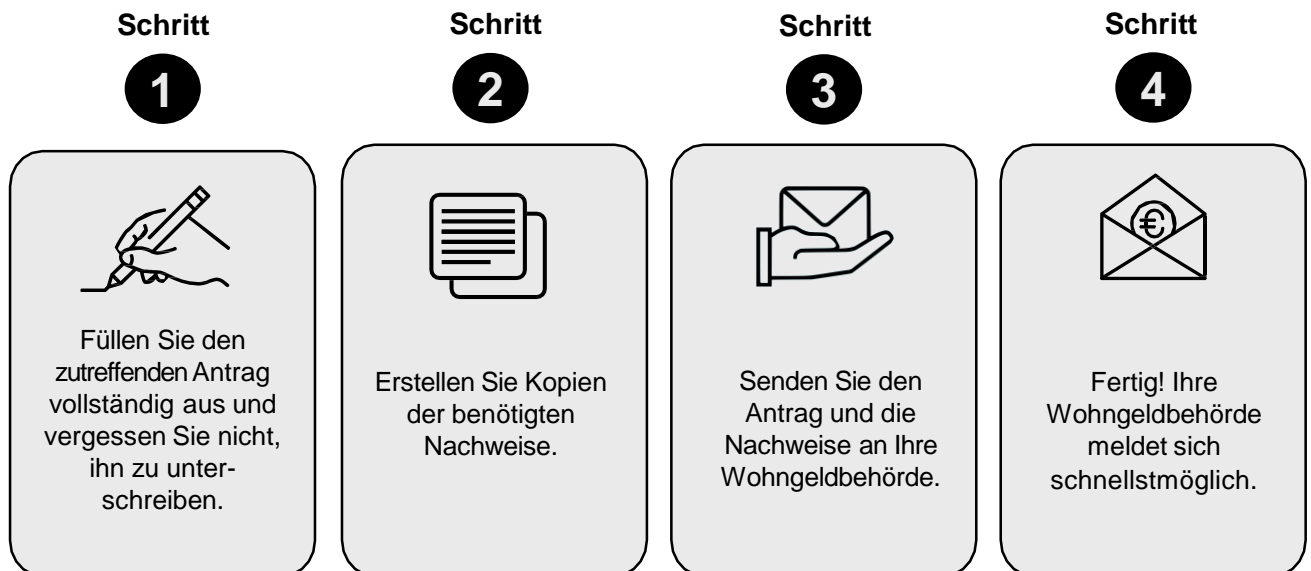 Schritt
1
Füllen Sie den
zutreffenden Antrag
vollständig aus und
vergessen Sie nicht,
ihn zu unter-
schreiben.
Schritt
2
Erstellen Sie Kopien
der benötigten
Nachweise.
Schritt
3
Senden Sie den
Antrag und die
Nachweise an Ihre
Wohngeldbehörde.
Schritt
4
€
Fertig! Ihre
Wohngeldbehörde
meldet sich
schnellstmöglich.